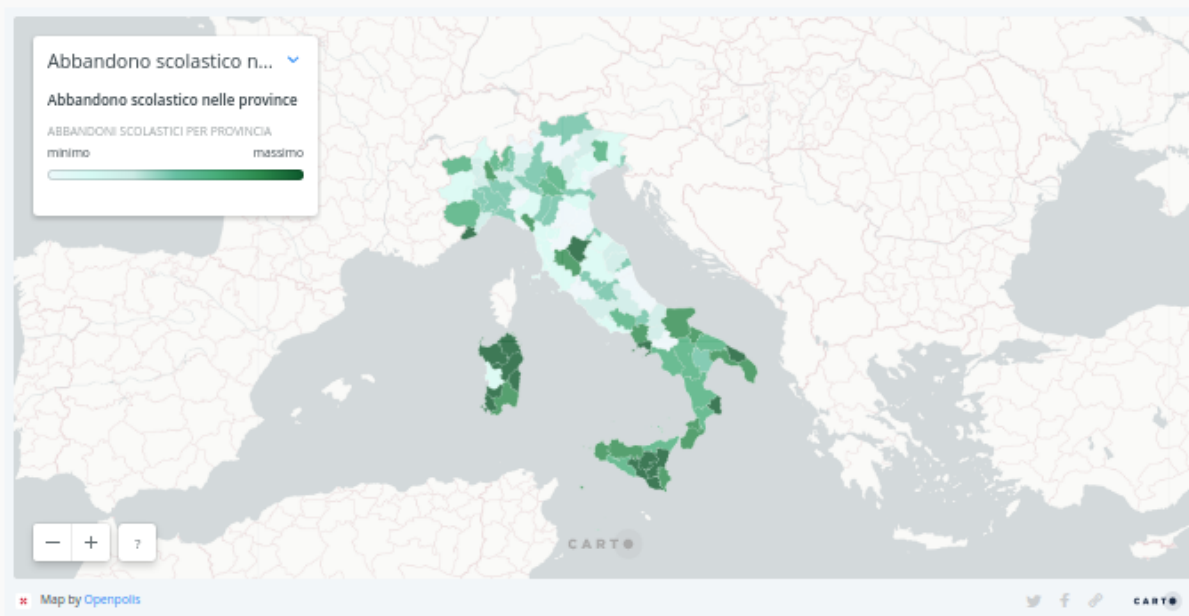 Abbandono scolastico n...
Abbandono scolastico nelle province
ABBANDONI SCOLASTICI PER PROVINCIA
minimo massimo
?
CARTO
Map by Openpolis
CARTO